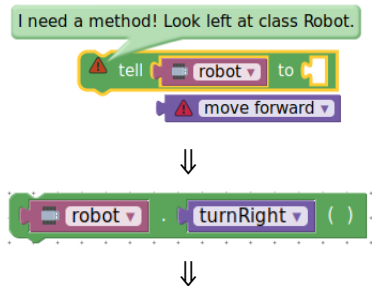 I need a method! Look left at class Robot.
tell robot ▾ to
move forward ▾
⇓
robot ▾ . turnRight ▾ ( )
⇓